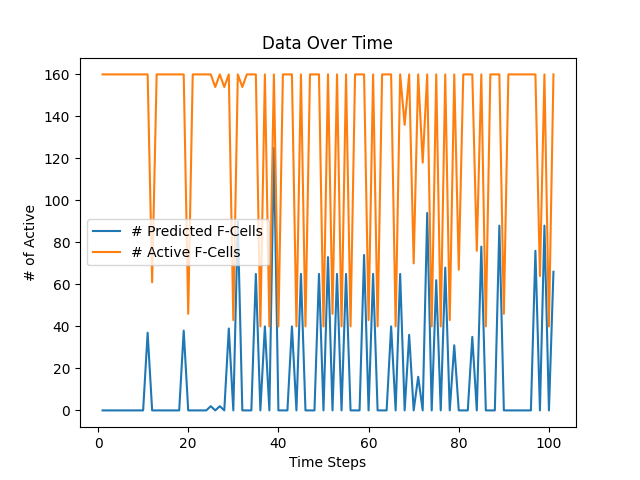 Data Over Time
160
140
120
100
80
60
40
20
0
# of Active
# Predicted F-Cells
# Active F-Cells
0 20 40 60 80 100
Time Steps